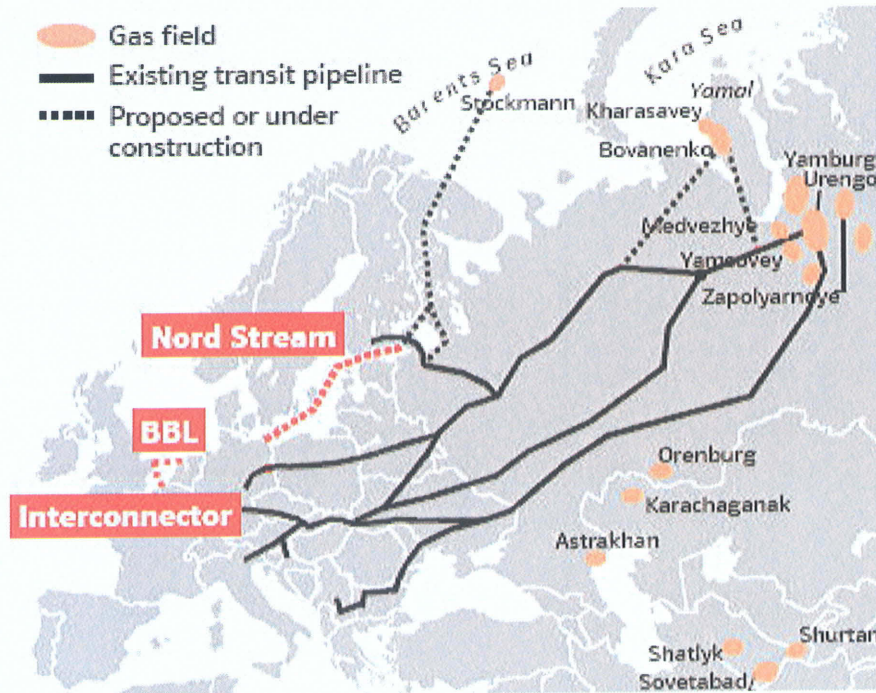 Gas field
Existing transit pipeline
Proposed or under
construction
Barents Sea
Kara Sea
Stockmann
Yamal
Kharasavey
Bovanenko
Yamburg
Urengo
Medvezhye
Yamsovey
Zapolyarnoye
Nord Stream
BBL
Interconnector
Orenburg
Karachaganak
Astrakhan
Shatlyk
Shurtan
Sovetabad